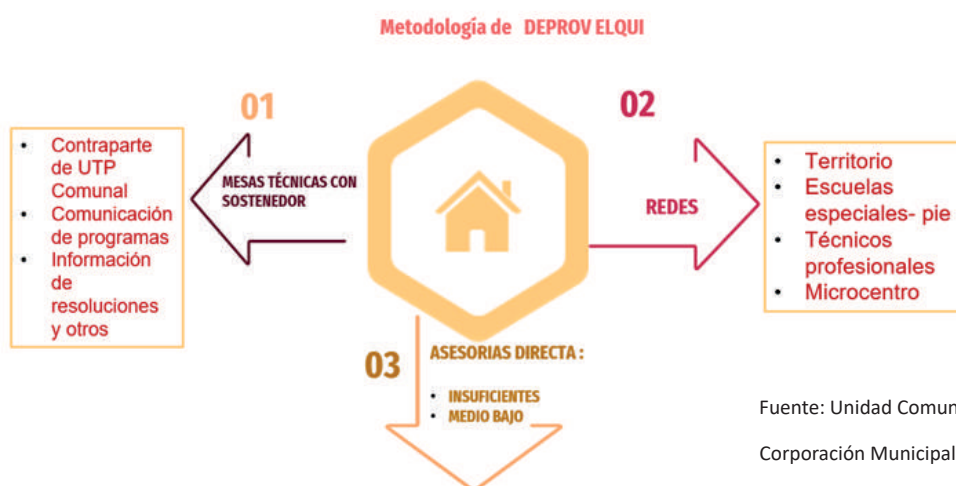 Metodología de DEPROV ELQUI
01
MESAS TÉCNICAS CON
SOSTENEDOR
• Contraparte
de UTP
Comunal
• Comunicación
de programas
• Información
de
resoluciones
y otros
02
REDES
• Territorio
• Escuelas
especiales- pie
• Técnicos
profesionales
• Microcentro
03
ASESORIAS DIRECTA :
• INSUFICIENTES
• MEDIO BAJO
Fuente: Unidad Comun
Corporación Municipal